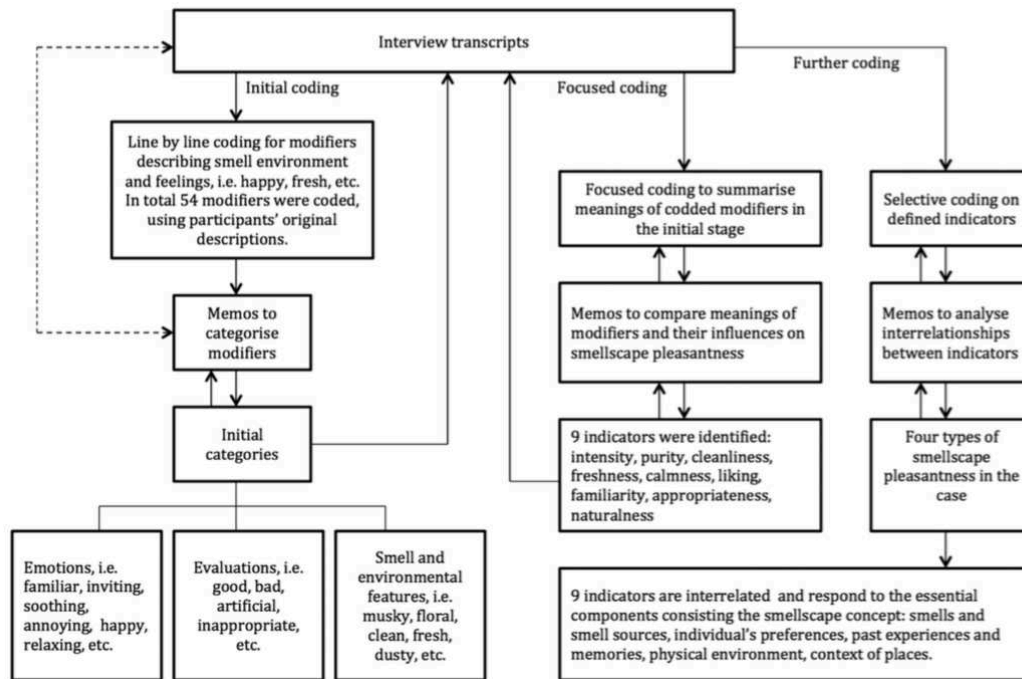 Interview transcripts
Initial coding
Focused coding
Further coding
Line by line coding for modifiers
describing smell environment
and feelings, i.e. happy, fresh, etc.
In total 54 modifiers were coded,
using participants’ original
descriptions.
Memos to
categorise
modifiers
Initial
categories
Emotions, i.e.
familiar, inviting,
soothing,
annoying, happy,
relaxing, etc.
Evaluations, i.e.
good, bad,
artificial,
inappropriate,
etc.
Smell and
environmental
features, i.e.
musky, floral,
clean, fresh,
dusty, etc.
Focused coding to summarise
meanings of codded modifiers in
the initial stage
Memos to compare meanings of
modifiers and their influences on
smellscape pleasantness
9 indicators were identified:
intensity, purity, cleanliness,
freshness, calmness, liking,
familiarity, appropriateness,
naturalness
Selective coding on
defined indicators
Memos to analyse
interrelationships
between indicators
Four types of
smellscape
pleasantness in the
case
9 indicators are interrelated and respond to the essential
components consisting the smellscape concept: smells and
smell sources, individual’s preferences, past experiences and
memories, physical environment, context of places.